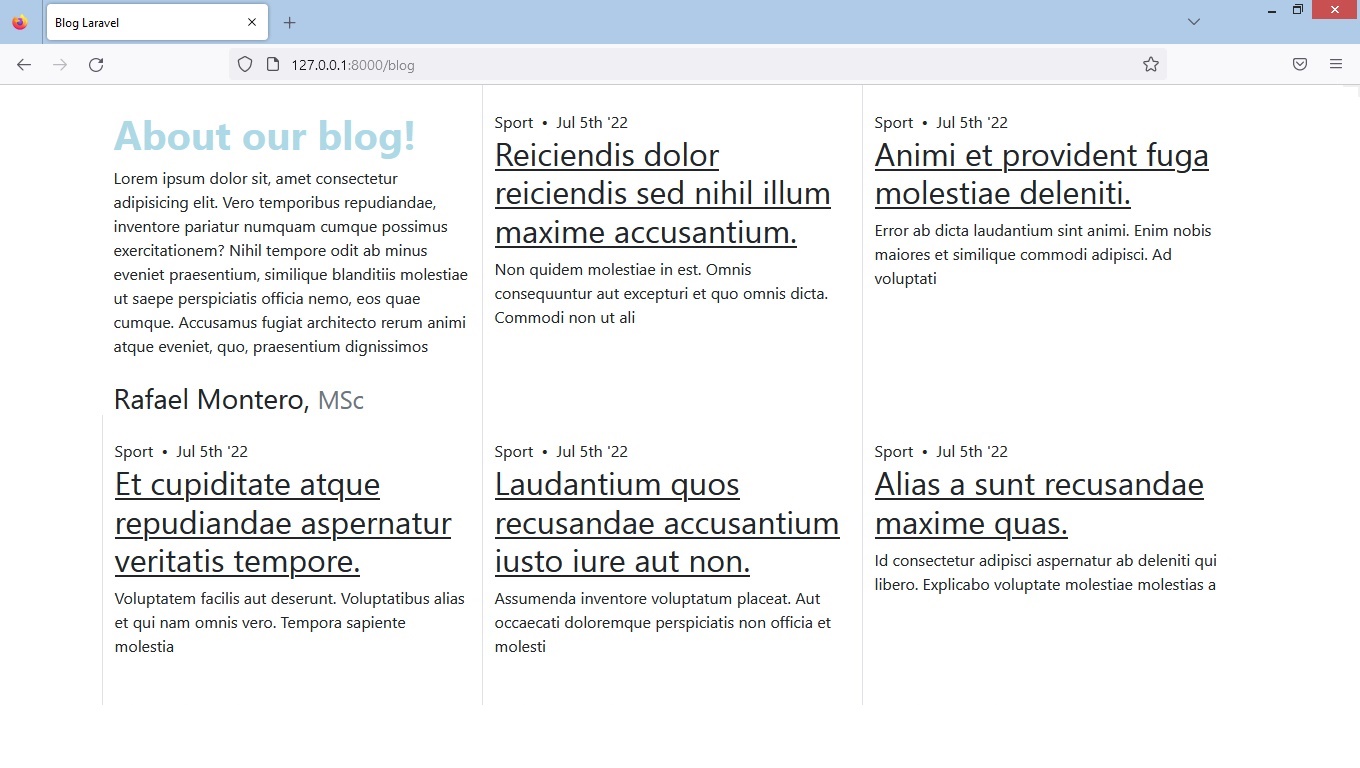 Blog Laravel
127.0.0.1:8000/blog
About our blog!
Lorem ipsum dolor sit, amet consectetur
adipisicing elit. Vero temporibus repudiandae,
inventore pariatur numquam cumque possimus
exercitationem? Nihil tempore odit ab minus
eveniet praesentium, similique blanditiis molestiae
ut saepe perspiciatis officia nemo, eos quae
cumque. Accusamus fugiat architecto rerum animi
atque eveniet, quo, praesentium dignissimos
Rafael Montero, MSc
Sport • Jul 5th '22
Reiciendis dolor
reiciendis sed nihil illum
maxime accusantium.
Non quidem molestiae in est. Omnis
consequuntur aut excepturi et quo omnis dicta.
Commodi non ut ali
Sport • Jul 5th '22
Animi et provident fuga
molestiae deleniti.
Error ab dicta laudantium sint animi. Enim nobis
maiores et similique commodi adipisci. Ad
voluptati
Sport • Jul 5th '22
Et cupiditate atque
repudiandae aspernatur
veritatis tempore.
Voluptatem facilis aut deserunt. Voluptatibus alias
et qui nam omnis vero. Tempora sapiente
molestia
Sport • Jul 5th '22
Laudantium quos
recusandae accusantium
iusto iure aut non.
Assumenda inventore voluptatum placeat. Aut
occaecati doloremque perspiciatis non officia et
molesti
Sport • Jul 5th '22
Alias a sunt recusandae
maxime quas.
Id consectetur adipisci aspernatur ab deleniti qui
libero. Explicabo voluptate molestiae molestias a